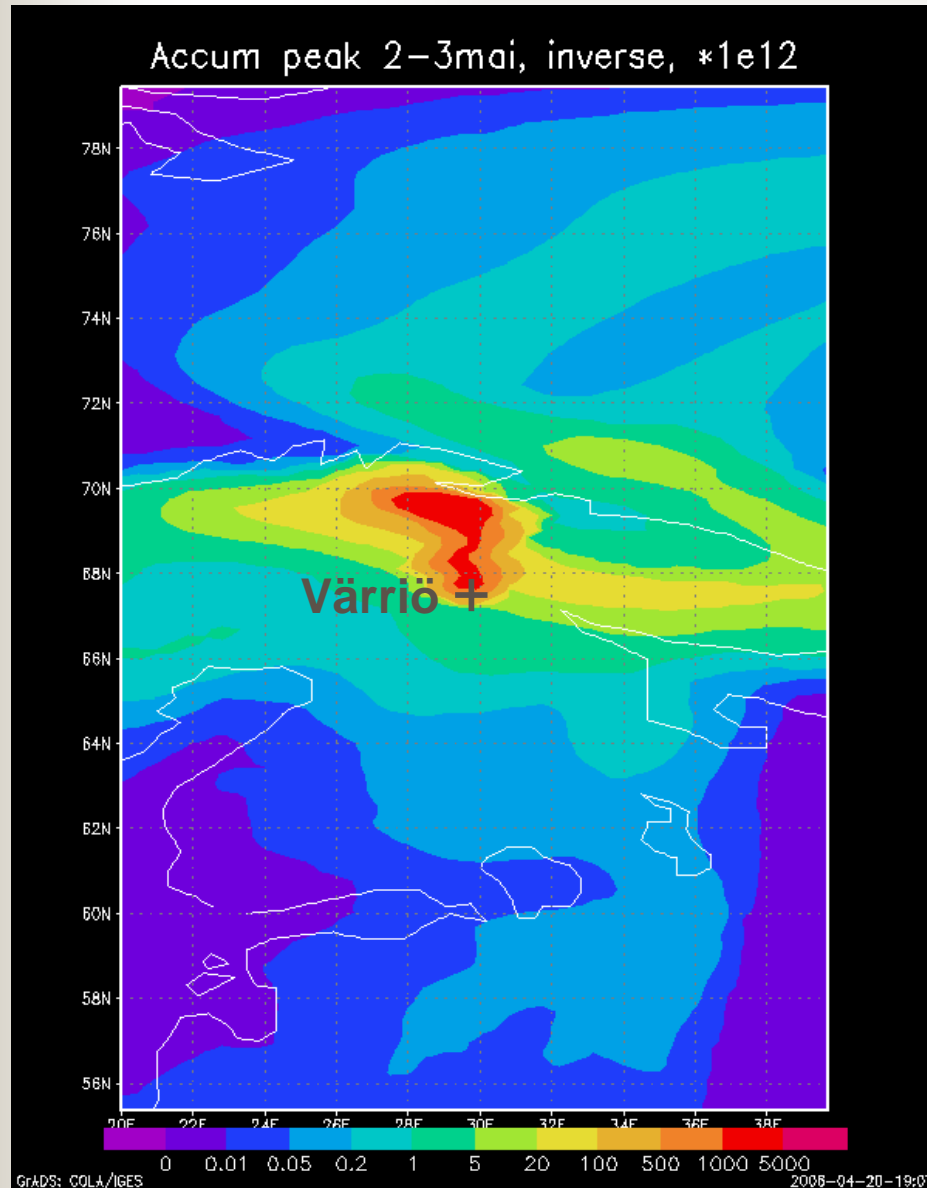 Accum peak 2-3mai, inverse, *1e12
78N
76N
74N
72N
70N
68N
Värriö +
66N
64N
62N
60N
58N
56N
20E 22E 24E 26E 28E 30E 32E 34E 36E 38E
0 0.01 0.05 0.2 1 5 20 100 500 1000 5000
GrADS: COLA/IGES